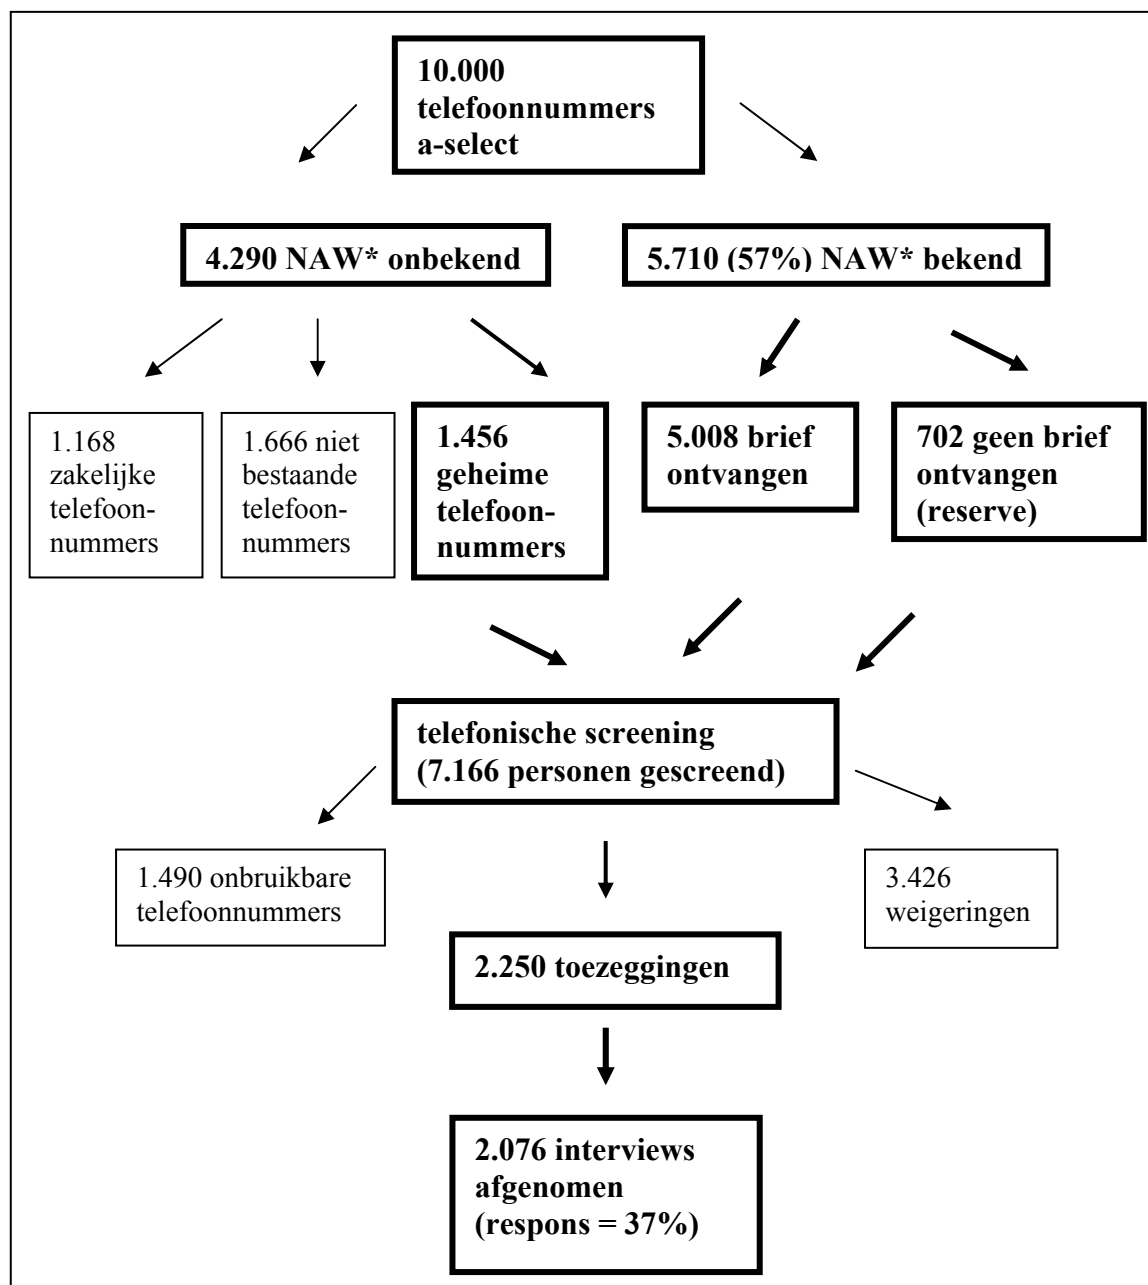 10.000
telefoonnummers
a-select
4.290 NAW* onbekend
5.710 (57%) NAW* bekend
1.168
zakelijke
telefoon-
nummers
1.666 niet
bestaande
telefoon-
nummers
1.456
geheime
telefoon-
nummers
5.008 brief
ontvangen
702 geen brief
ontvangen
(reserve)
telefonische screening
(7.166 personen gescreend)
1.490 onbruikbare
telefoonnummers
3.426
weigeringen
2.250 toezeggingen
2.076 interviews
afgenomen
(respons = 37%)